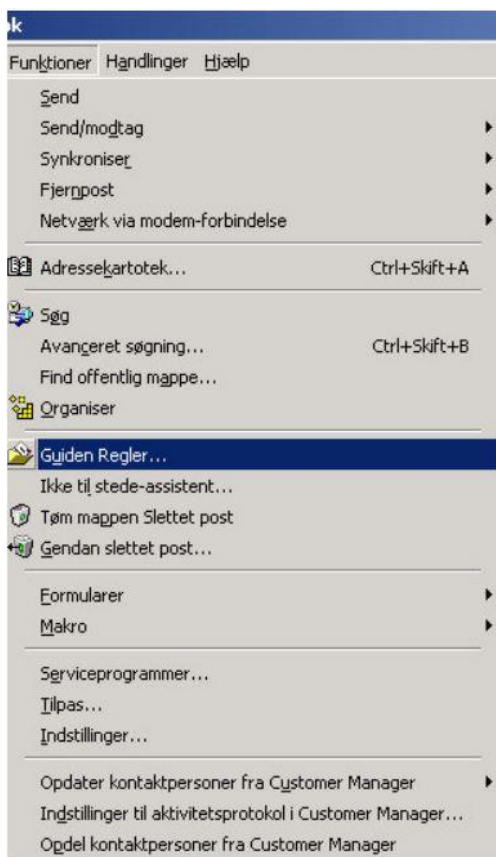 ok
Funktioner Handlinger Hjælp
Send
Send/modtag
Synkroniser
Fjernpost
Netværk via modem-forbindelse
Adressekartotek... Ctrl+Skift+A
Søg
Avanceret søgning... Ctrl+Skift+B
Find offentlig mappe...
Organiser
Guiden Regler...
Ikke til stede-assistent...
Tøm mappen Slettet post
Gendan slettet post...
Formularer
Makro
Serviceprogrammer...
Tilpas...
Indstillinger...
Opdater kontaktpersoner fra Customer Manager
Indstillinger til aktivitetsprotokol i Customer Manager...
Opdel kontaktpersoner fra Customer Manager